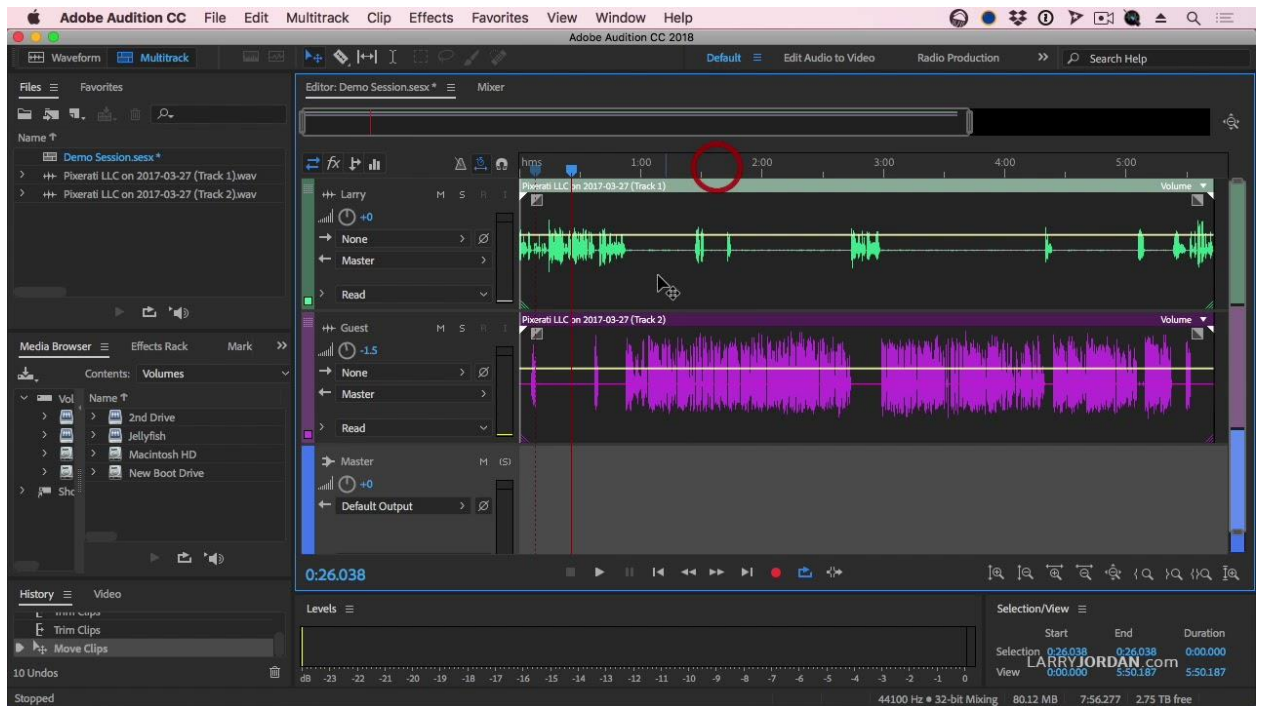 Adobe Audition CC File Edit Multitrack Clip Effects Favorites View Window Help
Adobe Audition CC 2018
Waveform Multitrack Default Edit Audio to Video Radio Production Search Help
Files Favorites
Editor: Demo Session.sesx * Mixer
Name
Demo Session.sesx *
Pixerati LLC on 2017-03-27 (Track 1).wav
Pixerati LLC on 2017-03-27 (Track 2).wav
fx
hms 1:00 2:00 3:00 4:00 5:00
Larry M S R I
+0
None
Master
Read
Pixerati LLC on 2017-03-27 (Track 1) Volume
Guest M S R I
-1.5
None
Master
Read
Pixerati LLC on 2017-03-27 (Track 2) Volume
Master M (S)
+0
Default Output
Media Browser Effects Rack Mark
Contents: Volumes
Vol Name
2nd Drive
Jellyfish
Macintosh HD
New Boot Drive
Shc
0:26.038
History Video
Trim Clips
Trim Clips
Move Clips
10 Undos
Stopped
Levels
dB -23 -22 -21 -20 -19 -18 -17 -16 -15 -14 -13 -12 -11 -10 -9 -8 -7 -6 -5 -4 -3 -2 -1 0
Selection/View
Start End Duration
Selection 0:26.038 0:26.038 0:00.000
LARRYJORDAN.com
View 0:00.000 5:50.187 5:50.187
44100 Hz • 32-bit Mixing 80.12 MB 7:56.277 2.75 TB free